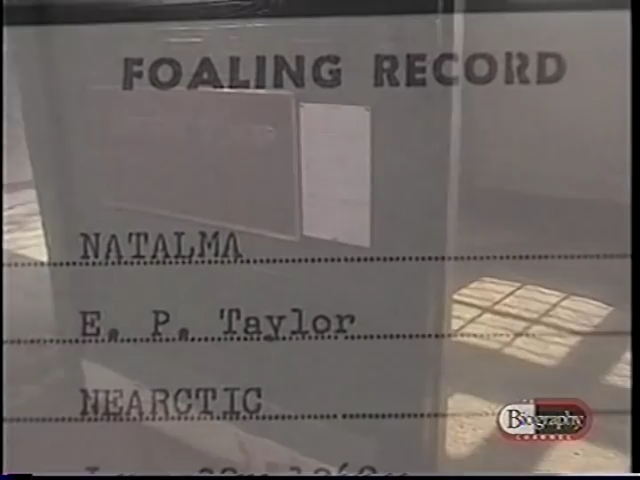 FOALING RECORD
NATALMA
E. P. Taylor
NEARCTIC
Biography
CHANNEL